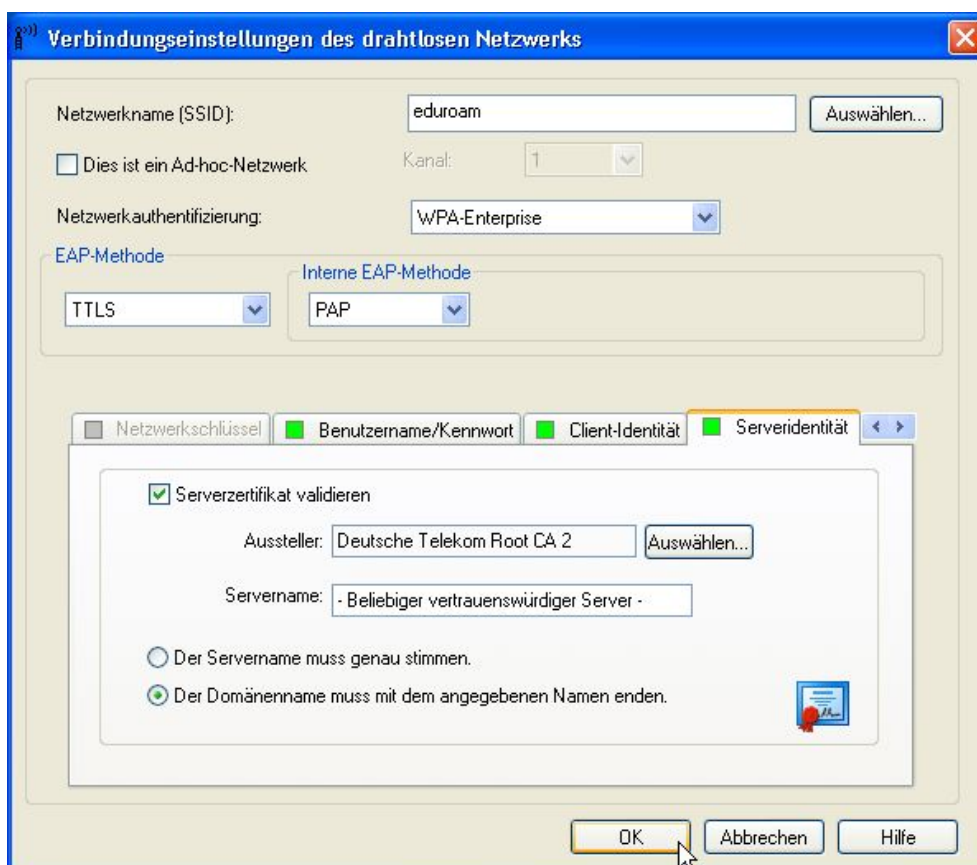 Verbindungseinstellungen des drahtlosen Netzwerks
Netzwerkname (SSID): eduroam Auswählen...
Dies ist ein Ad-hoc-Netzwerk Kanal: 1
Netzwerkauthentifizierung: WPA-Enterprise
EAP-Methode
Interne EAP-Methode
TTLS PAP
Netzwerkschlüssel Benutzername/Kennwort Client-Identität Serveridentität
Serverzertifikat validieren
Aussteller: Deutsche Telekom Root CA 2 Auswählen...
Servername: - Beliebiger vertrauenswürdiger Server -
Der Servername muss genau stimmen.
Der Domänenname muss mit dem angegebenen Namen enden.
OK Abbrechen Hilfe